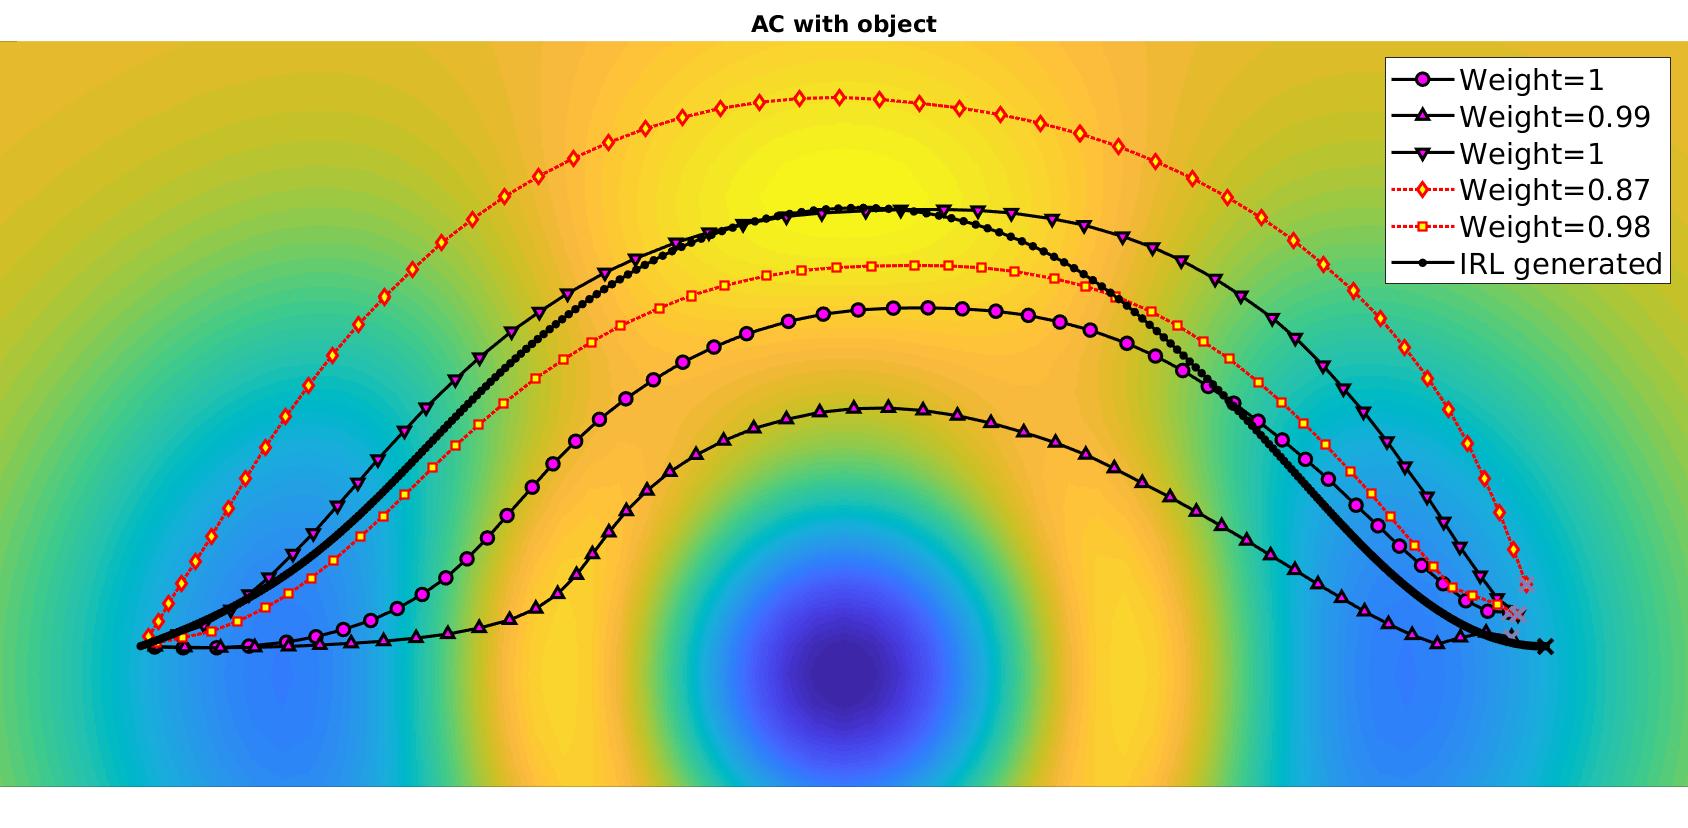 AC with object
Weight=1
Weight=0.99
Weight=1
Weight=0.87
Weight=0.98
IRL generated